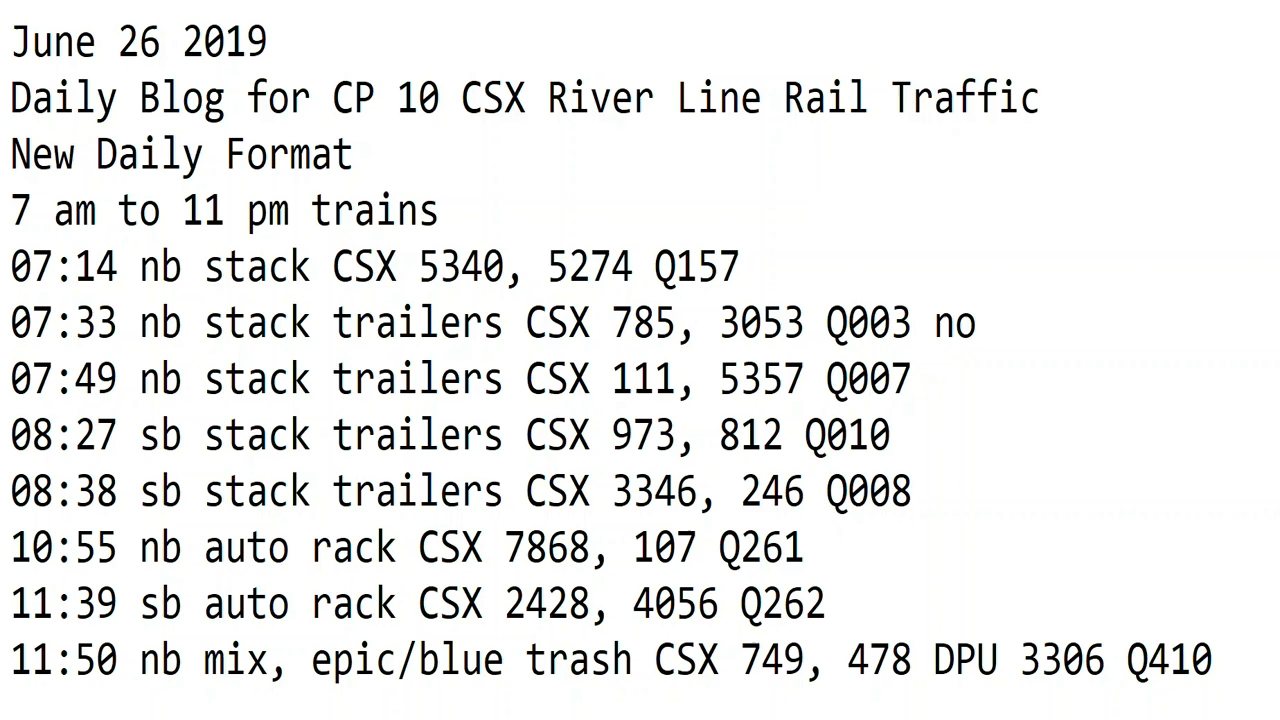 June 26 2019
Daily Blog for CP 10 CSX River Line Rail Traffic
New Daily Format
7 am to 11 pm trains
07:14 nb stack CSX 5340, 5274 Q157
07:33 nb stack trailers CSX 785, 3053 Q003 no
07:49 nb stack trailers CSX 111, 5357 Q007
08:27 sb stack trailers CSX 973, 812 Q010
08:38 sb stack trailers CSX 3346, 246 Q008
10:55 nb auto rack CSX 7868, 107 Q261
11:39 sb auto rack CSX 2428, 4056 Q262
11:50 nb mix, epic/blue trash CSX 749, 478 DPU 3306 Q410